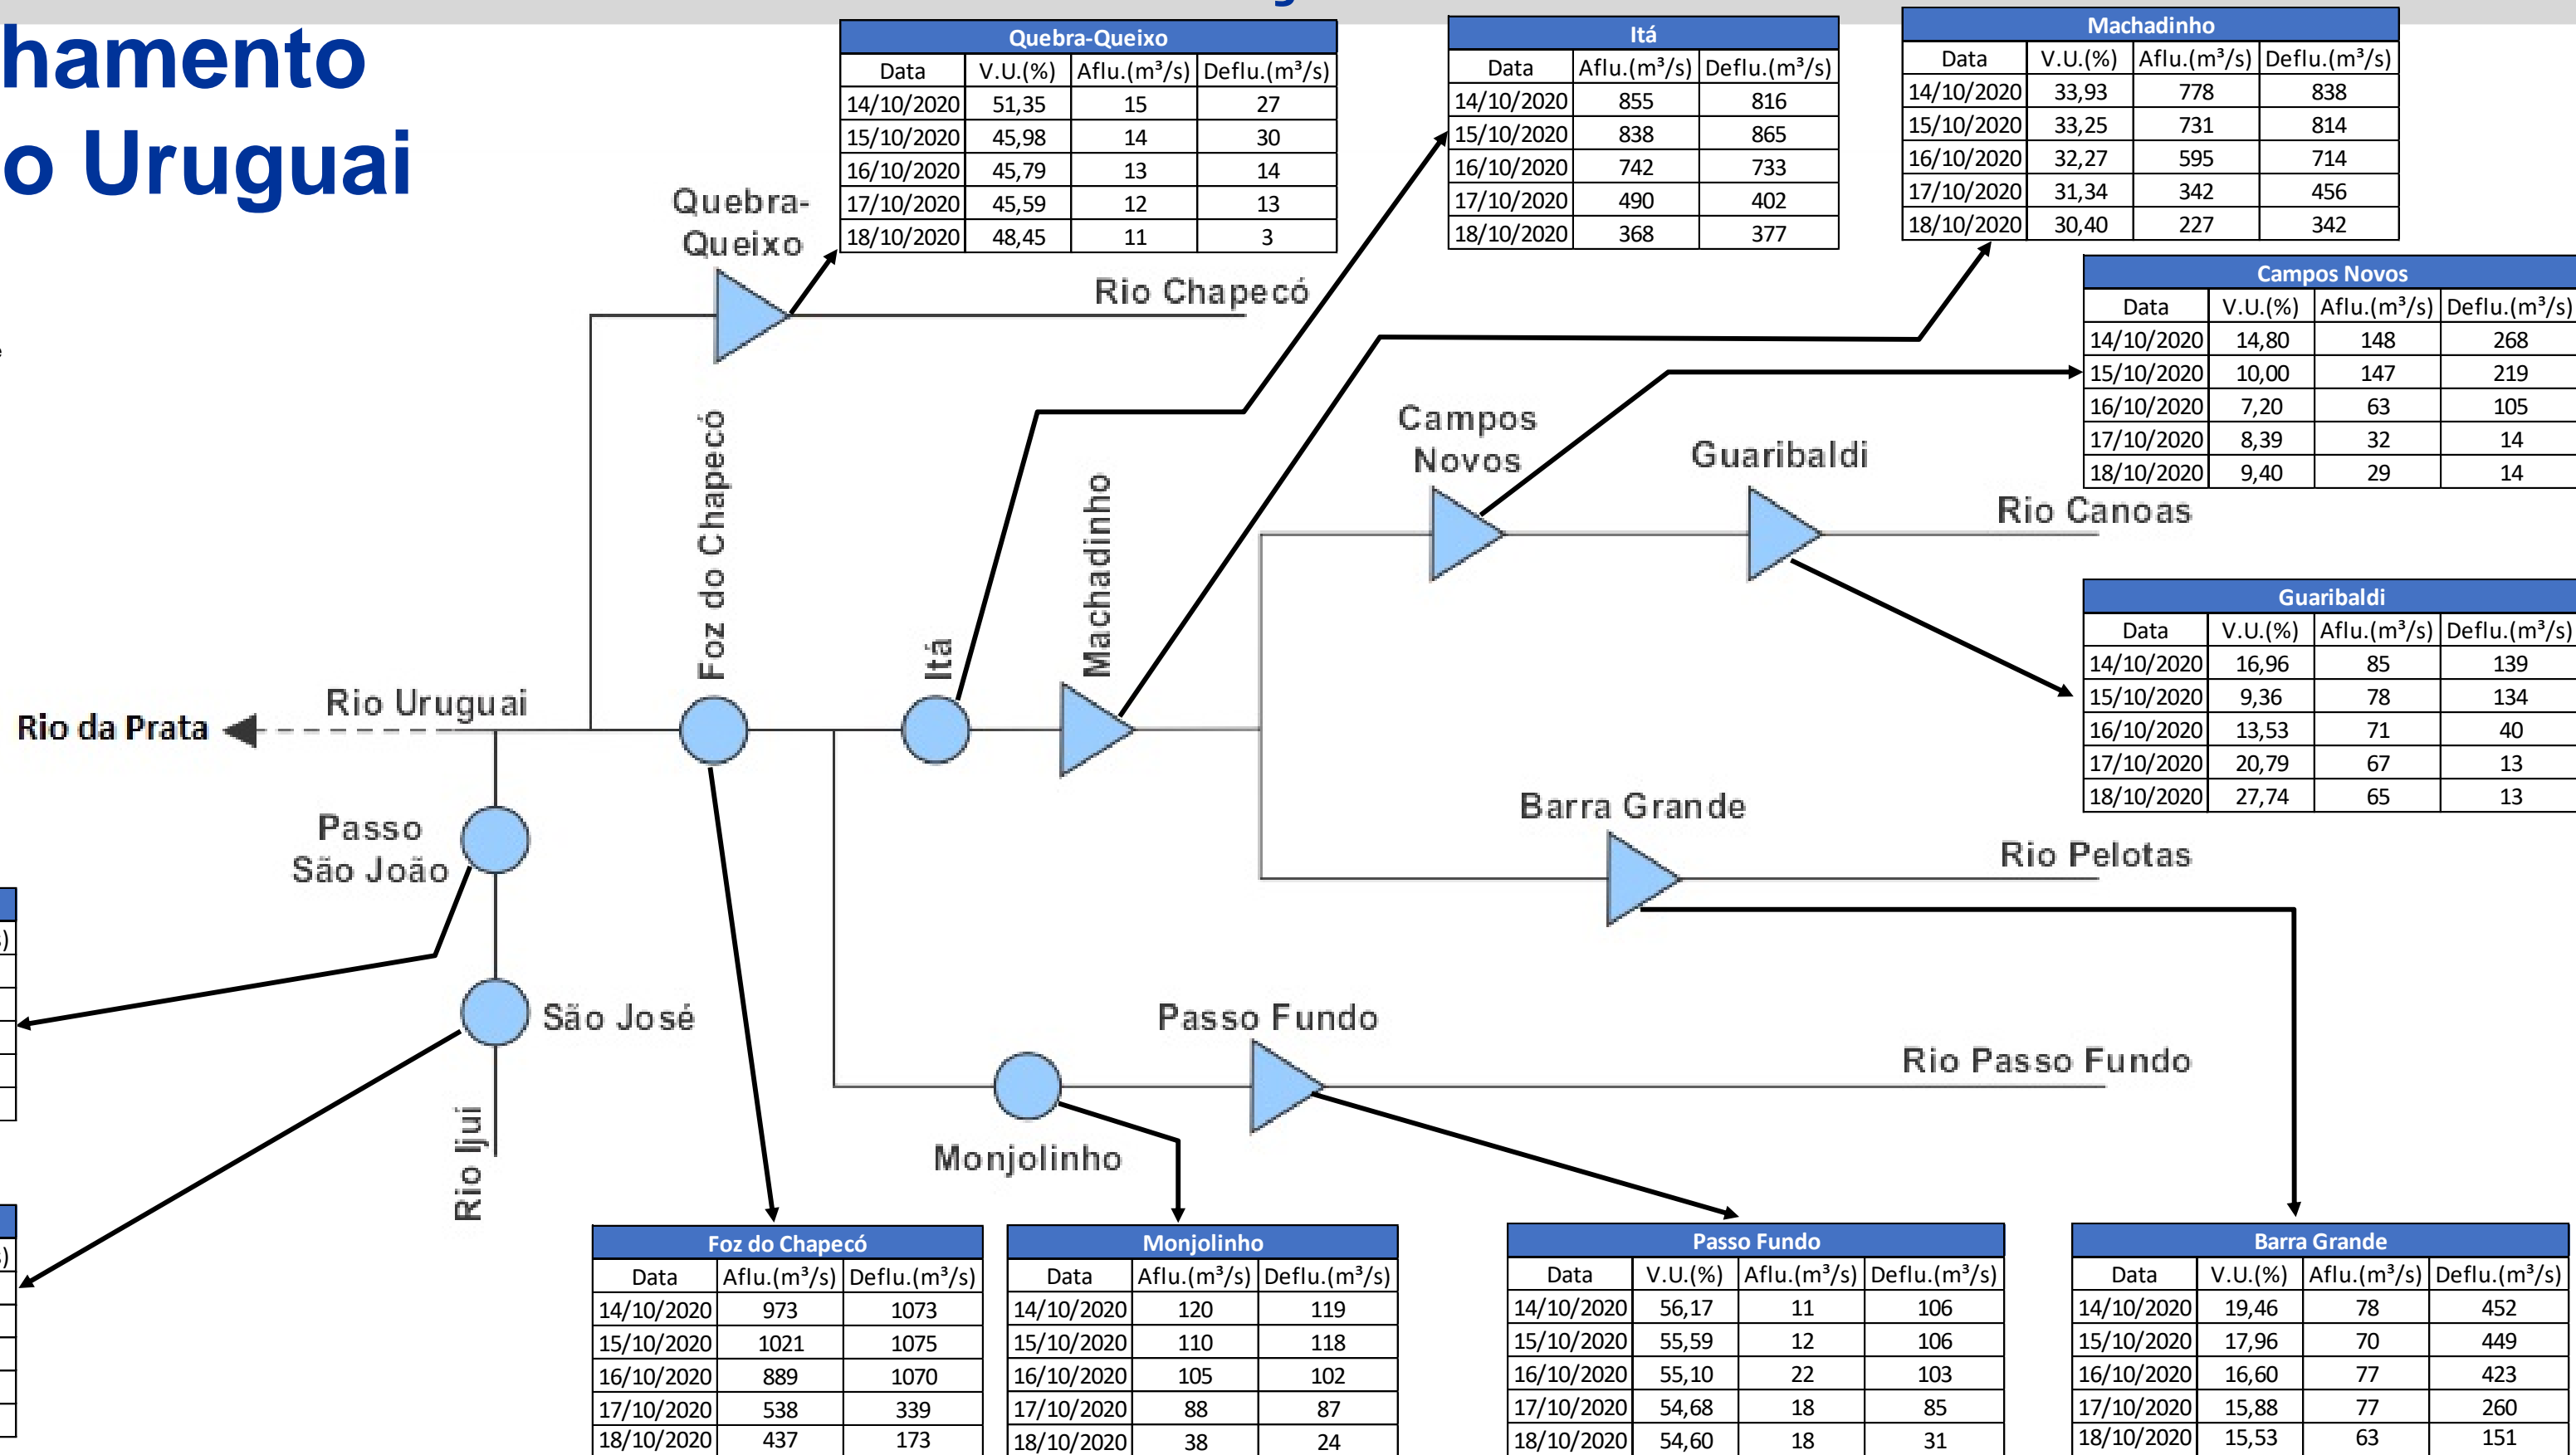 hamento
o Uruguai
Quebra-Queixo
Data V.U.(%) Aflu.(m³/s) Deflu.(m³/s)
14/10/2020 51,35 15 27
15/10/2020 45,98 14 30
16/10/2020 45,79 13 14
17/10/2020 45,59 12 13
18/10/2020 48,45 11 3
Itá
Data Aflu.(m³/s) Deflu.(m³/s)
14/10/2020 855 816
15/10/2020 838 865
16/10/2020 742 733
17/10/2020 490 402
18/10/2020 368 377
Machadinho
Data V.U.(%) Aflu.(m³/s) Deflu.(m³/s)
14/10/2020 33,93 778 838
15/10/2020 33,25 731 814
16/10/2020 32,27 595 714
17/10/2020 31,34 342 456
18/10/2020 30,40 227 342
Campos Novos
Data V.U.(%) Aflu.(m³/s) Deflu.(m³/s)
14/10/2020 14,80 148 268
15/10/2020 10,00 147 219
16/10/2020 7,20 63 105
17/10/2020 8,39 32 14
18/10/2020 9,40 29 14
Quebra-
Queixo
Rio Chapecó
Foz do Chapecó
Itá
Machadinho
Campos
Novos
Guaribaldi
Rio Canoas
Guaribaldi
Data V.U.(%) Aflu.(m³/s) Deflu.(m³/s)
14/10/2020 16,96 85 139
15/10/2020 9,36 78 134
16/10/2020 13,53 71 40
17/10/2020 20,79 67 13
18/10/2020 27,74 65 13
Rio da Prata
Rio Uruguai
Passo
São João
Barra Grande
Rio Pelotas
São José
Rio Ijui
Passo Fundo
Rio Passo Fundo
Monjolinho
s)
s)
Foz do Chapecó
Data Aflu.(m³/s) Deflu.(m³/s)
14/10/2020 973 1073
15/10/2020 1021 1075
16/10/2020 889 1070
17/10/2020 538 339
18/10/2020 437 173
Monjolinho
Data Aflu.(m³/s) Deflu.(m³/s)
14/10/2020 120 119
15/10/2020 110 118
16/10/2020 105 102
17/10/2020 88 87
18/10/2020 38 24
Passo Fundo
Data V.U.(%) Aflu.(m³/s) Deflu.(m³/s)
14/10/2020 56,17 11 106
15/10/2020 55,59 12 106
16/10/2020 55,10 22 103
17/10/2020 54,68 18 85
18/10/2020 54,60 18 31
Barra Grande
Data V.U.(%) Aflu.(m³/s) Deflu.(m³/s)
14/10/2020 19,46 78 452
15/10/2020 17,96 70 449
16/10/2020 16,60 77 423
17/10/2020 15,88 77 260
18/10/2020 15,53 63 151